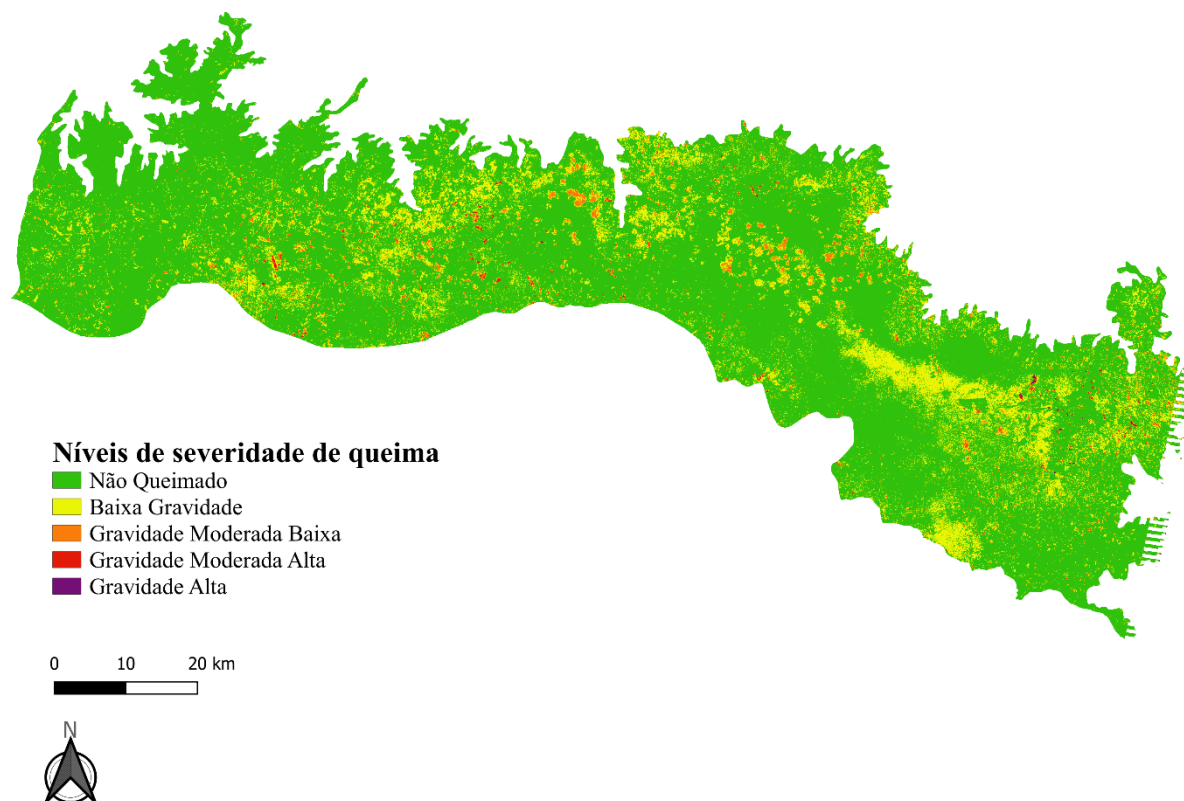 Níveis de severidade de queima
Não Queimado
Baixa Gravidade
Gravidade Moderada Baixa
Gravidade Moderada Alta
Gravidade Alta
0 10 20 km
N